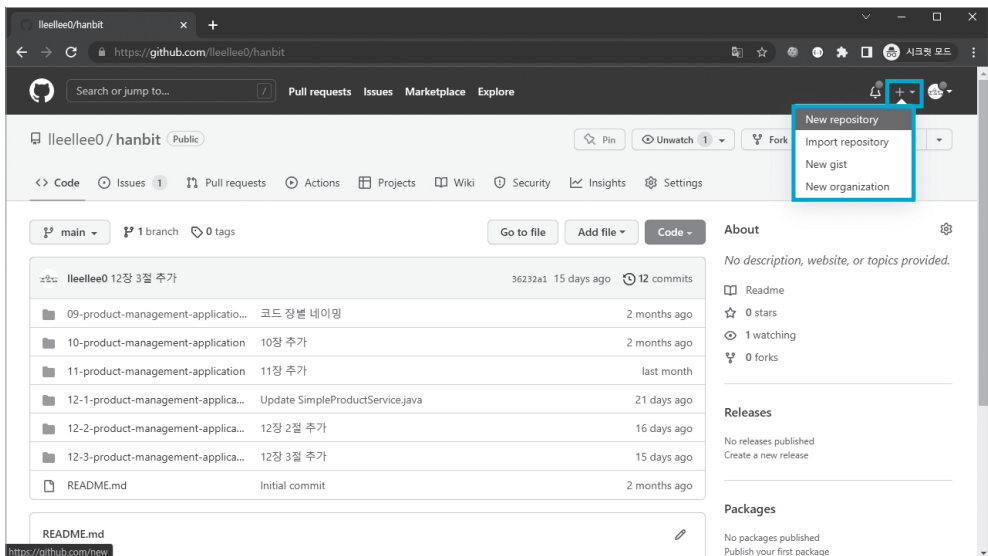 lleellee0/hanbit
https://github.com/lleellee0/hanbit
시크릿 모드
Search or jump to... /
Pull requests Issues Marketplace Explore
New repository
Import repository
New gist
New organization
lleellee0 / hanbit Public
Pin Unwatch 1 Fork
Code Issues 1 Pull requests Actions Projects Wiki Security Insights Settings
main 1 branch 0 tags Go to file Add file Code
lleellee0 12장 3절 추가 36232a1 15 days ago 12 commits
09-product-management-applicatio... 코드 장별 네이밍 2 months ago
10-product-management-application 10장 추가 2 months ago
11-product-management-application 11장 추가 last month
12-1-product-management-applica... Update SimpleProductService.java 21 days ago
12-2-product-management-applica... 12장 2절 추가 16 days ago
12-3-product-management-applica... 12장 3절 추가 15 days ago
README.md Initial commit 2 months ago
README.md
About
No description, website, or topics provided.
Readme
0 stars
1 watching
0 forks
Releases
No releases published
Create a new release
Packages
No packages published
Publish your first package
https://github.com/new